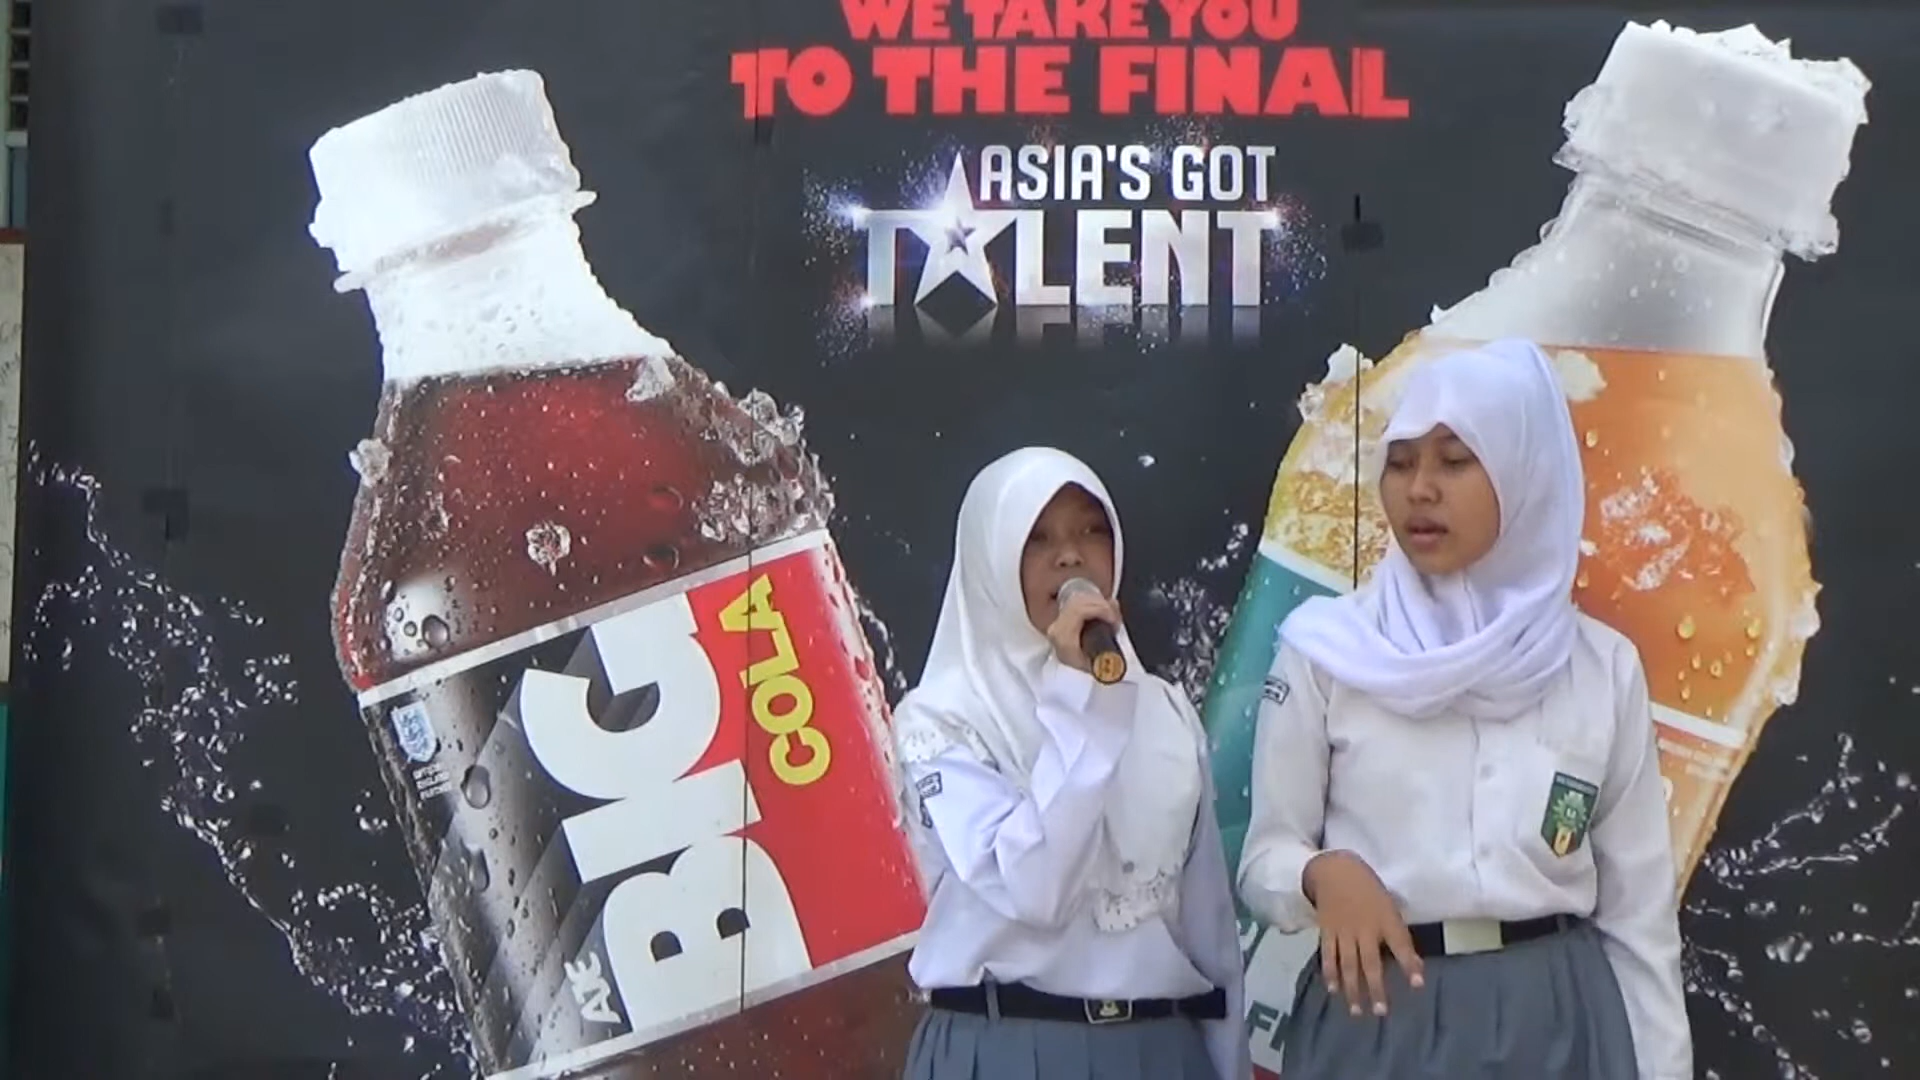 WE TAKE YOU
TO THE FINAL
ASIA'S GOT
TALENT
AJE
BIG
COLA